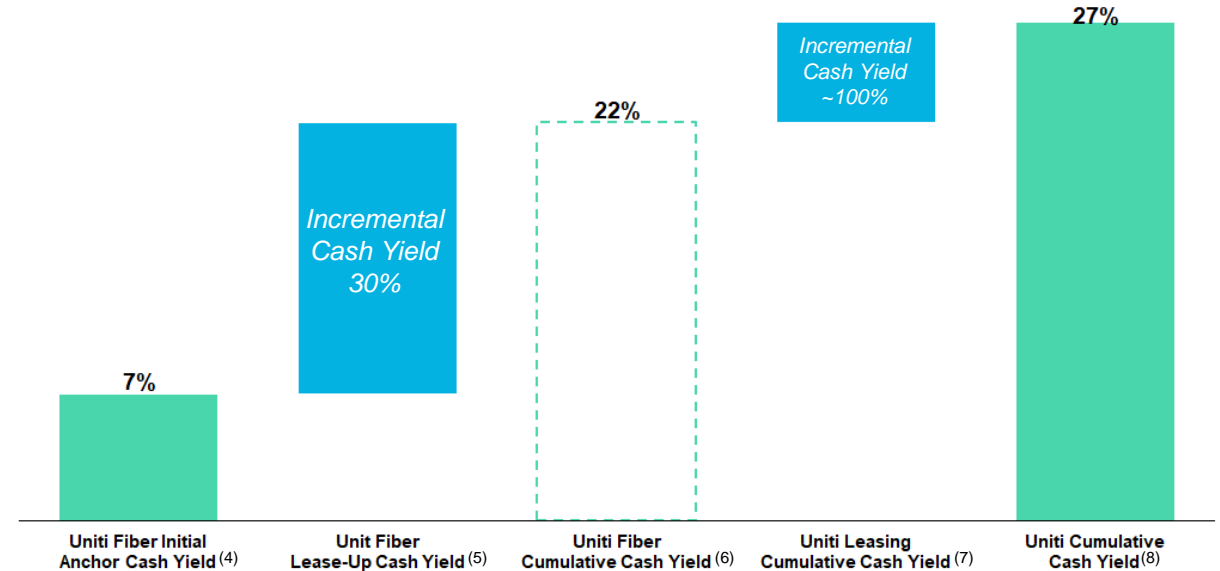 27%
Incremental
Cash Yield
~100%
22%
Incremental
Cash Yield
30%
7%
Uniti Fiber Initial
Anchor Cash Yield (4)
Unit Fiber
Lease-Up Cash Yield (5)
Uniti Fiber
Cumulative Cash Yield (6)
Uniti Leasing
Cumulative Cash Yield (7)
Uniti Cumulative
Cash Yield(8)